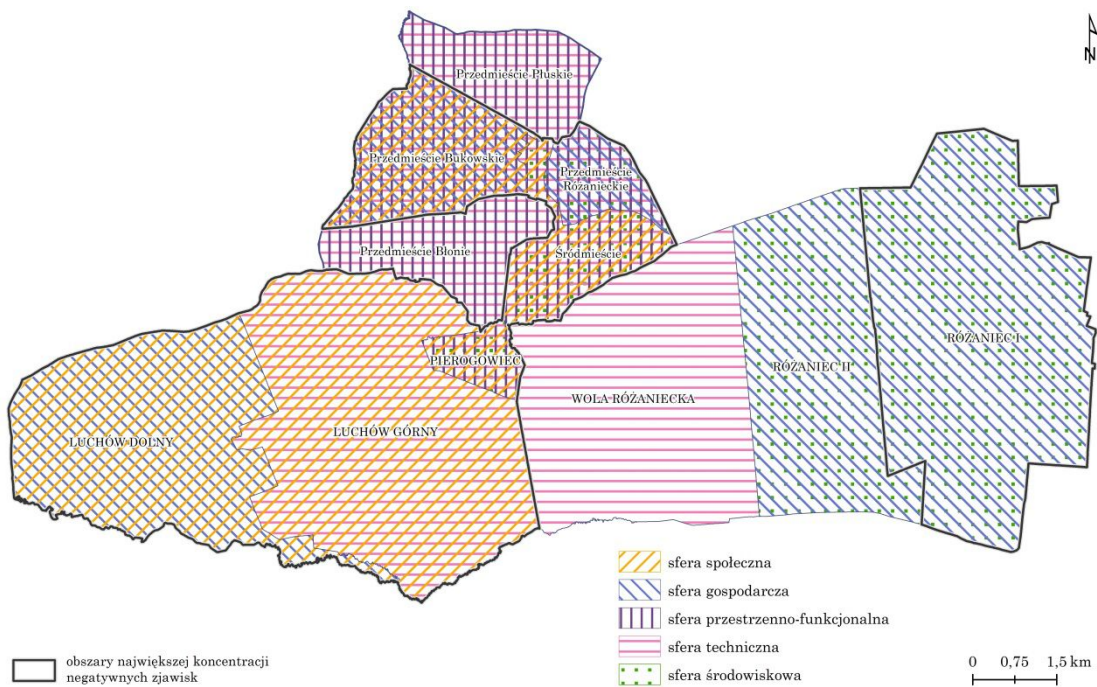 N
Przedmieście Płuskie
Przedmieście Bukowskie
Przedmieście
Różanieckie
Przedmieście Błonie
Śródmieście
PIEROGOWIEC
RÓŻANIEC I
RÓŻANIEC II
WOLA RÓŻANIECKA
LUCHÓW GÓRNY
LUCHÓW DOLNY
sfera społeczna
sfera gospodarcza
sfera przestrzenno-funkcjonalna
sfera techniczna
sfera środowiskowa
obszary największej koncentracji
negatywnych zjawisk
0 0,75 1,5 km